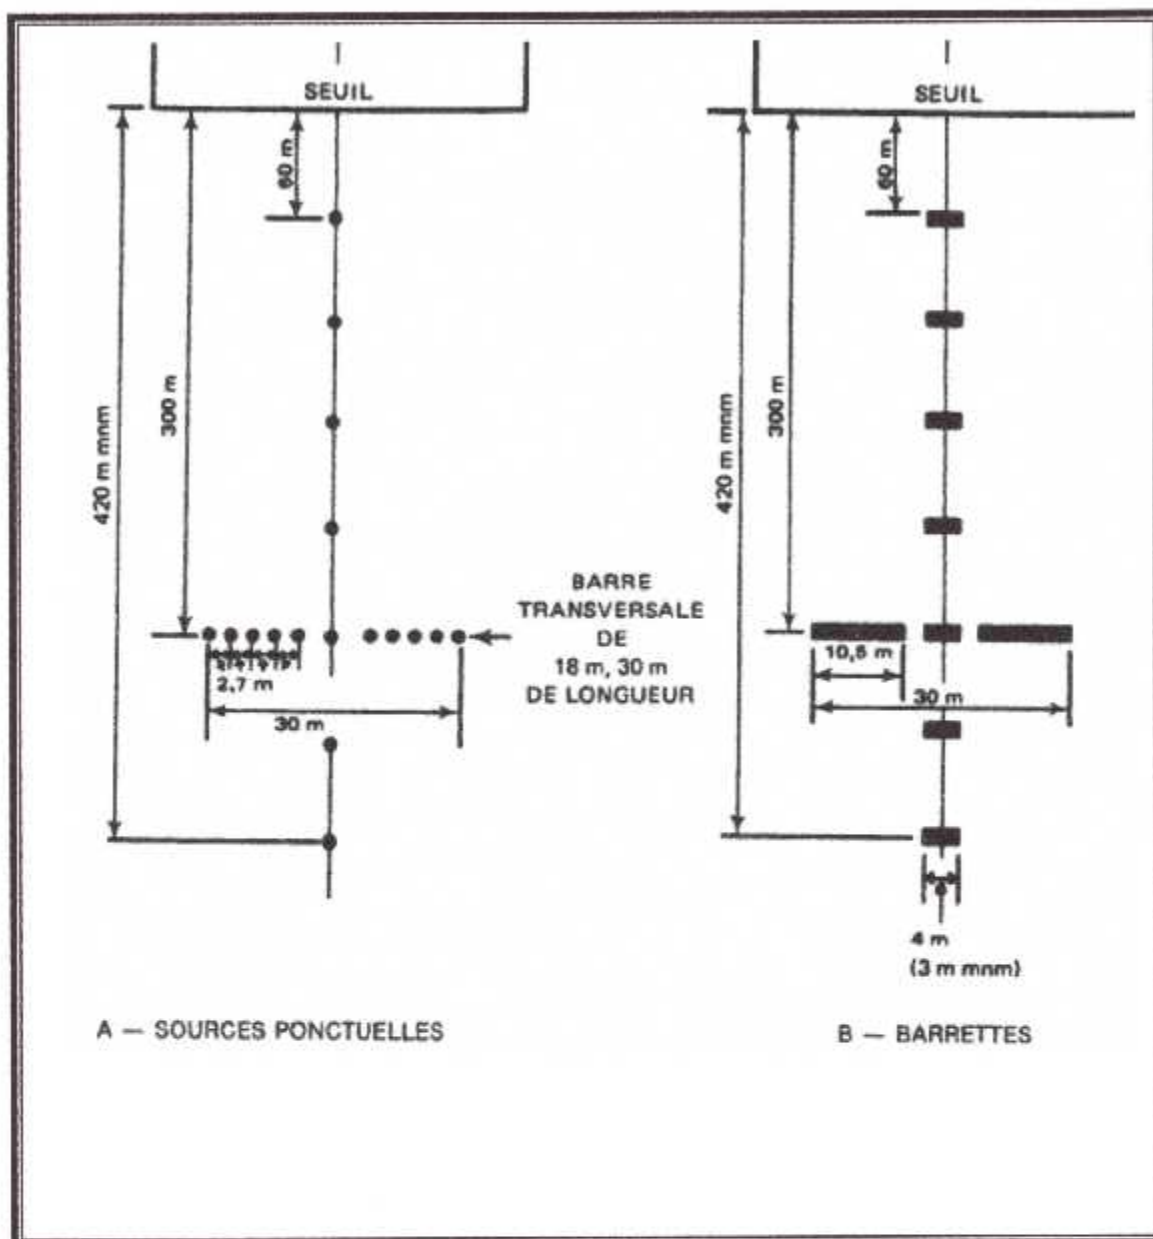 SEUIL
60 m
300 m
420 m mnm
2,7 m
30 m
BARRE
TRANSVERSALE
DE
18 m, 30 m
DE LONGUEUR
A — SOURCES PONCTUELLES
SEUIL
60 m
300 m
420 m mnm
10,5 m
30 m
4 m
(3 m mnm)
B — BARRETTES